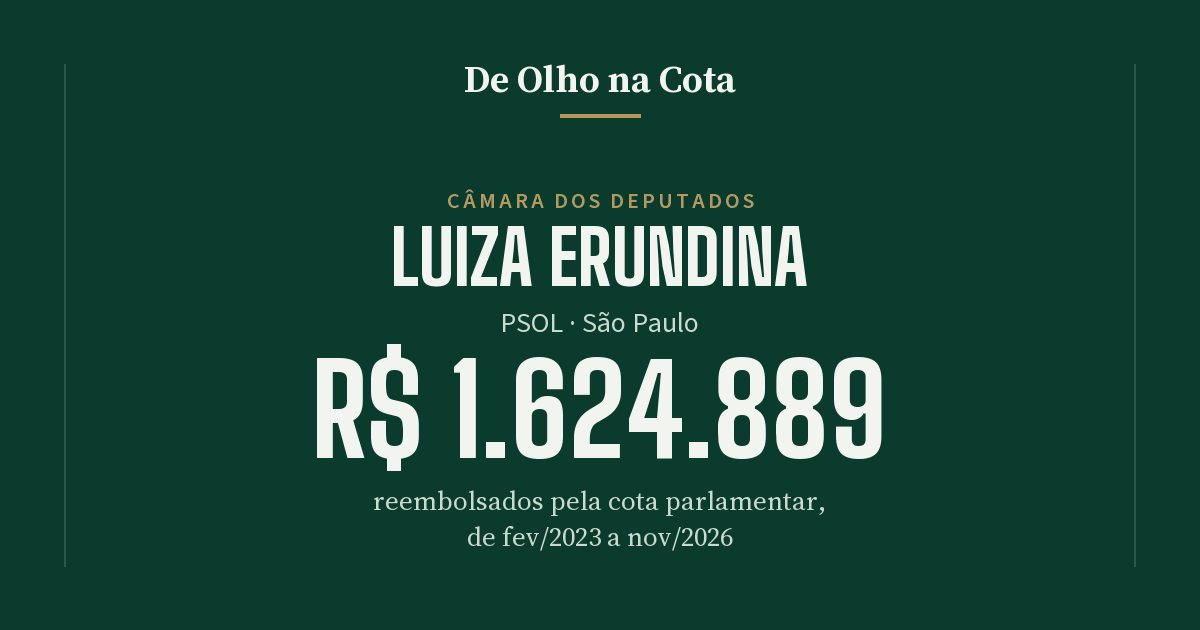 De Olho na Cota
CÂMARA DOS DEPUTADOS
LUIZA ERUNDINA
PSOL · São Paulo
R$ 1.624.889
reembolsados pela cota parlamentar,
de fev/2023 a nov/2026